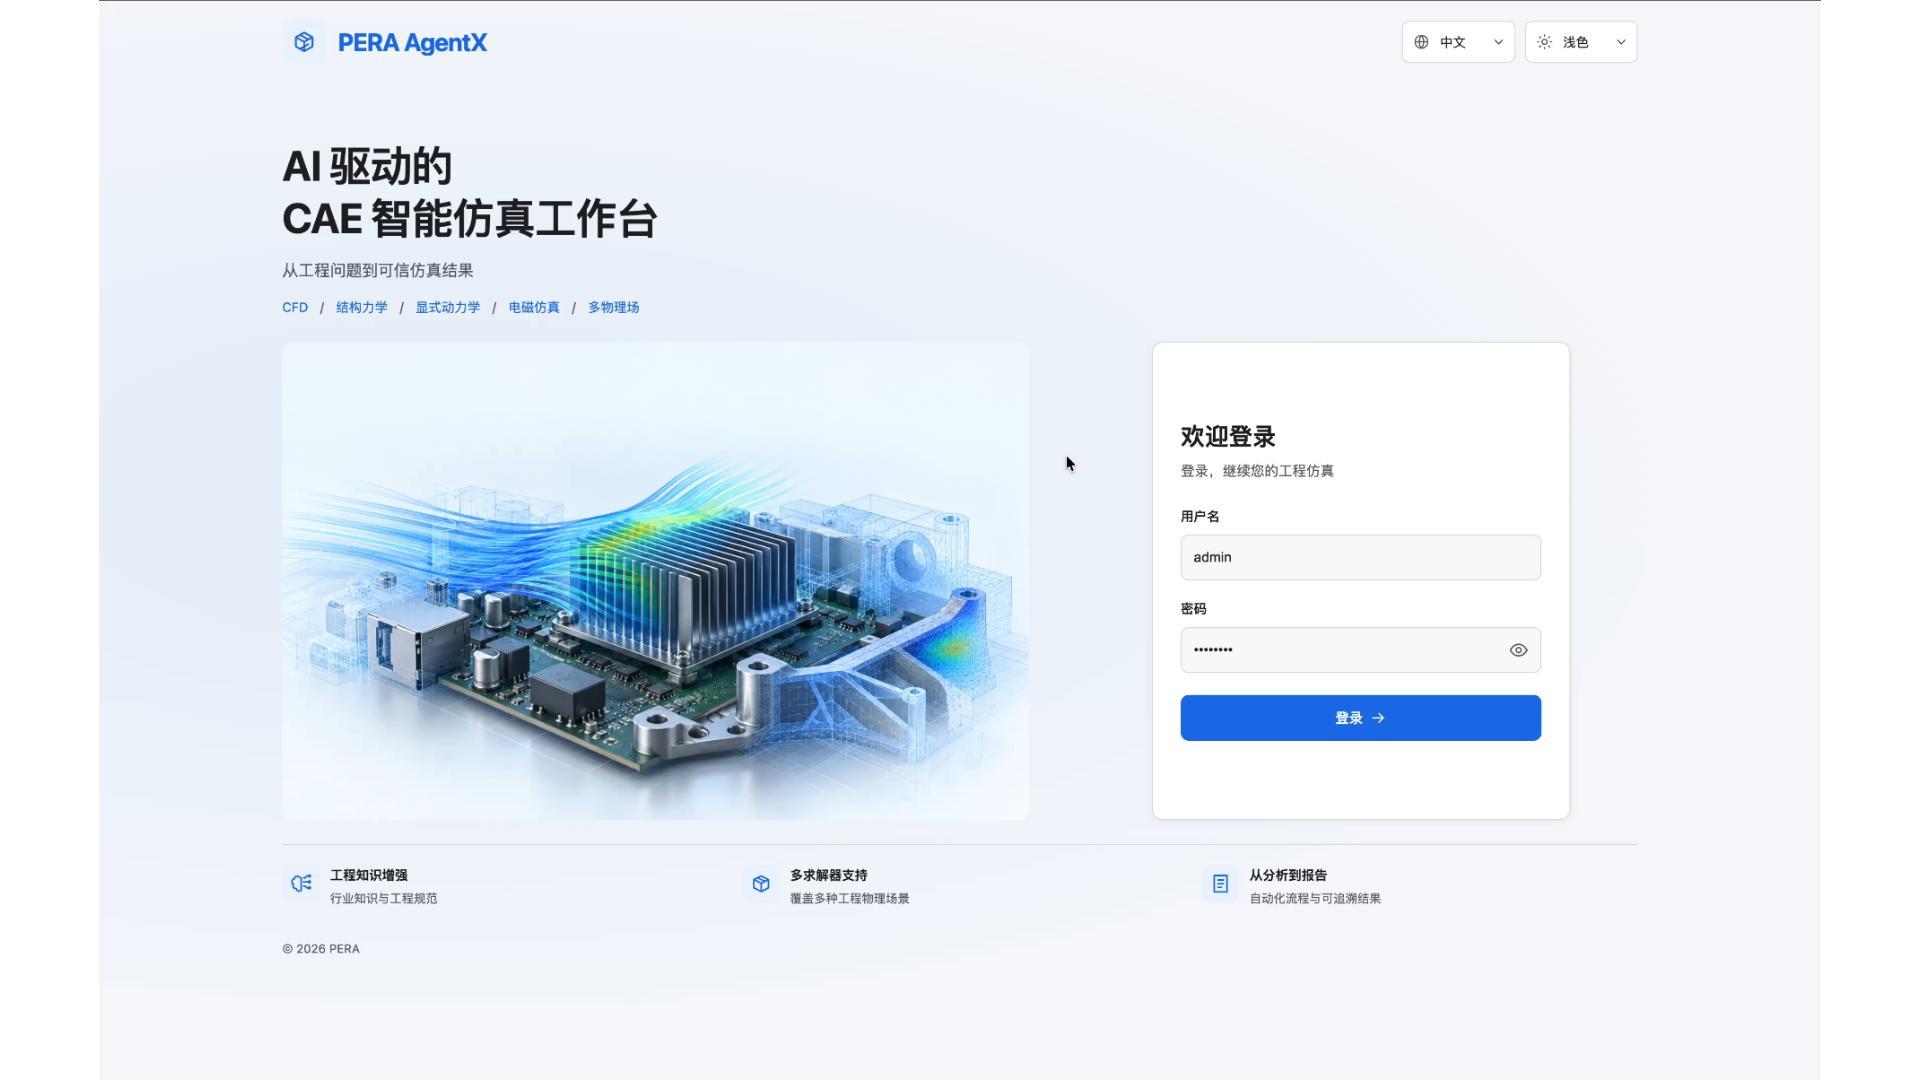 PERA AgentX
中文
浅色
AI 驱动的
CAE 智能仿真工作台
从工程问题到可信仿真结果
CFD / 结构力学 / 显式动力学 / 电磁仿真 / 多物理场
欢迎登录
登录，继续您的工程仿真
用户名
admin
密码
••••••••
登录 →
工程知识增强
行业知识与工程规范
多求解器支持
覆盖多种工程物理场景
从分析到报告
自动化流程与可追溯结果
© 2026 PERA